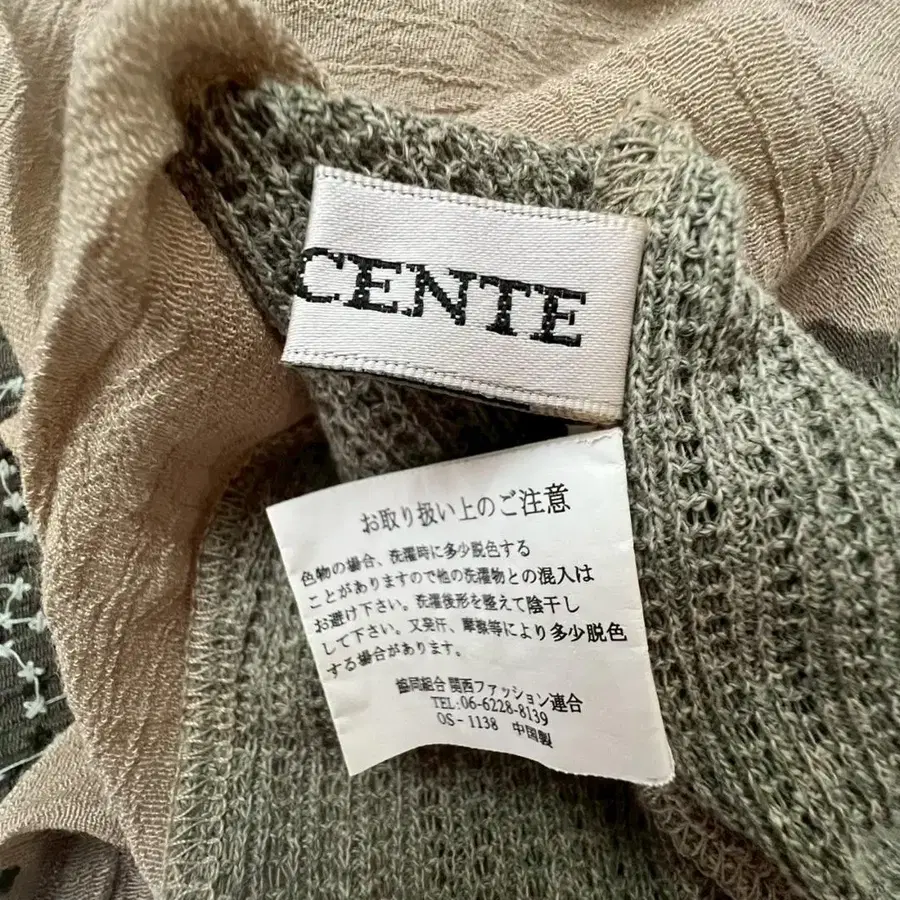 CENTE
お取り扱い上のご注意
色物の場合、洗濯時に多少脱色する
ことがありますので他の洗濯物との混入は
お避け下さい。洗濯後形を整えて陰干し
して下さい。又発汗、摩擦等により多少脱色
する場合があります。
協同組合 関西ファッション連合
TEL:06-6228-8139
OS-1138 中国製